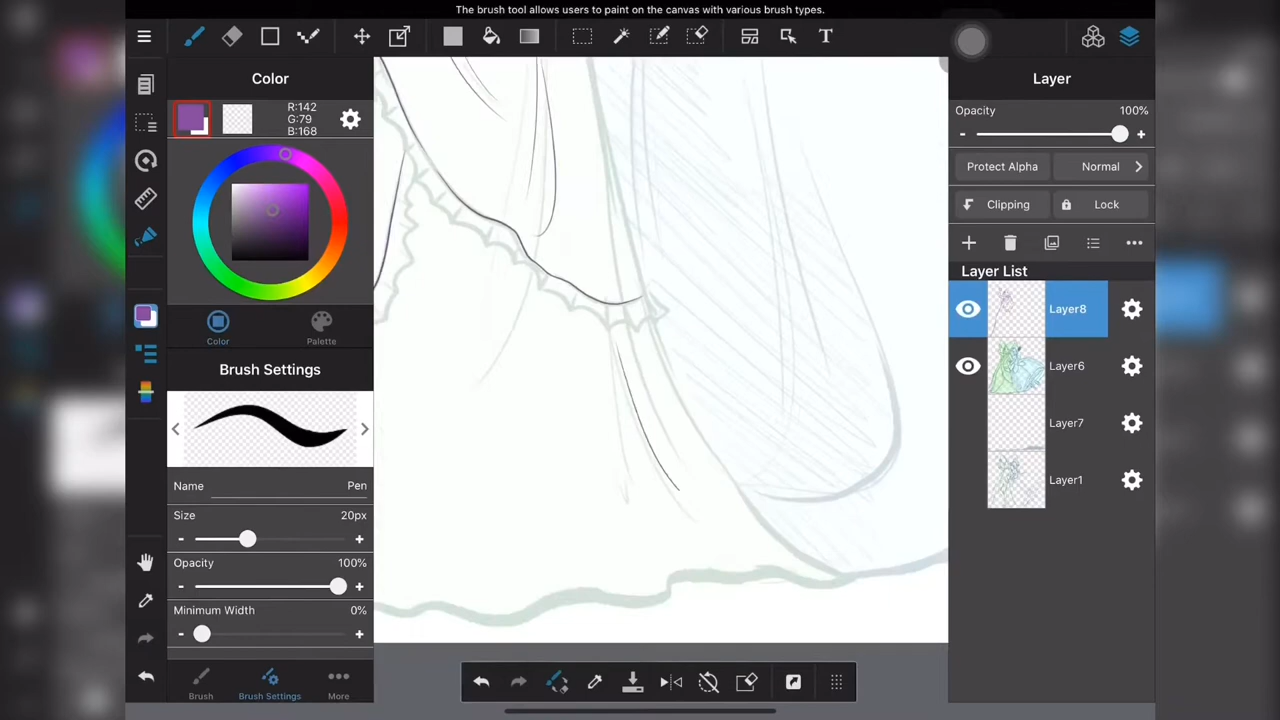 The brush tool allows users to paint on the canvas with various brush types.
T
Color
R:142
G:79
B:168
Color
Palette
Brush Settings
Name
Pen
Size
20px
-
+
Opacity
100%
-
+
Minimum Width
0%
-
+
Brush
Brush Settings
More
Layer
Opacity
100%
-
+
Protect Alpha
Normal
Clipping
Lock
Layer List
Layer8
Layer6
Layer7
Layer1